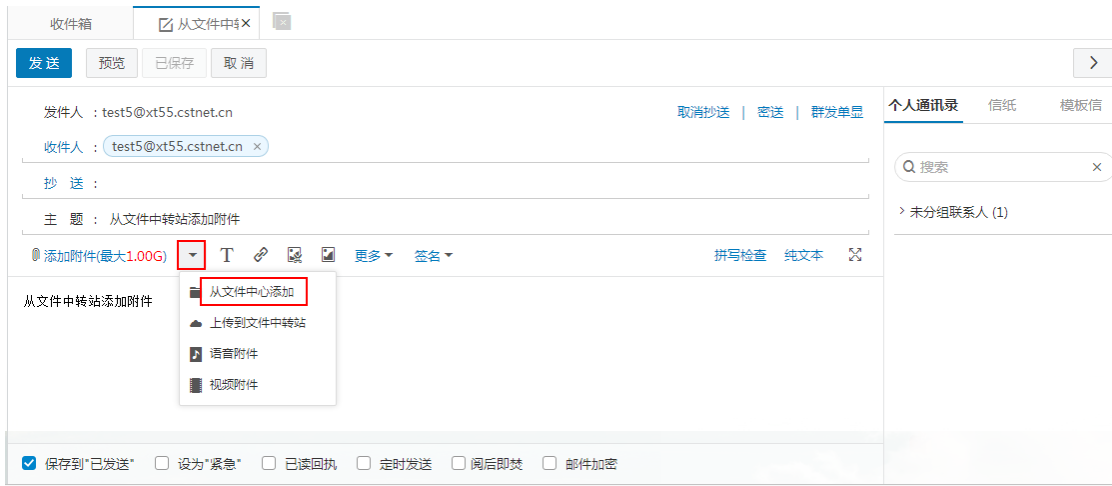 收件箱
从文件中转
发 送
预览
已保存
取 消
发件人 ：test5@xt55.cstnet.cn
取消抄送 | 密送 | 群发单显
收件人 ：test5@xt55.cstnet.cn ×
抄 送 ：
主 题 ： 从文件中转站添加附件
添加附件(最大1.00G)
T
更多
签名
拼写检查
纯文本
从文件中转站添加附件
从文件中心添加
上传到文件中转站
语音附件
视频附件
个人通讯录
信纸
模板信
搜索
未分组联系人 (1)
保存到"已发送"
设为"紧急"
已读回执
定时发送
阅后即焚
邮件加密